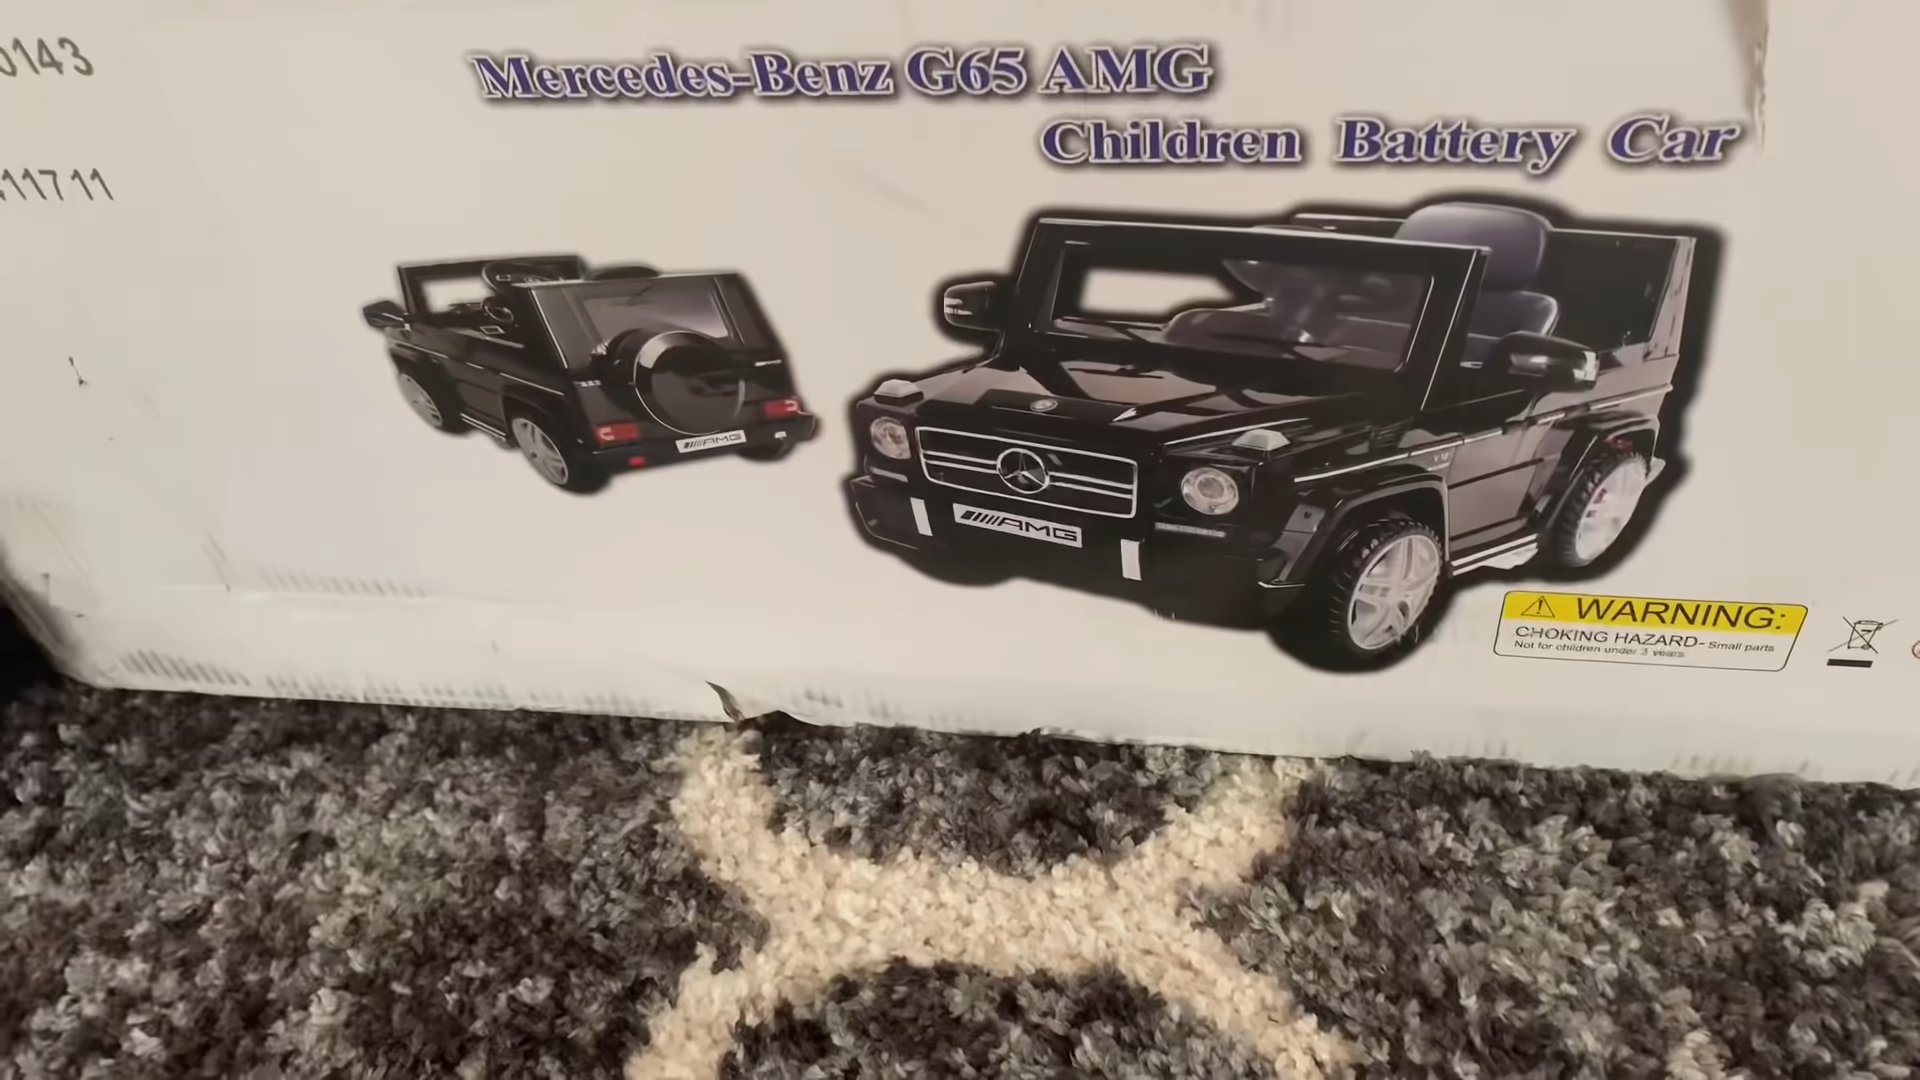 0143
11711
Mercedes-Benz G65 AMG
Children Battery Car
AMG
AMG
WARNING:
CHOKING HAZARD- Small parts
Not for children under 3 years